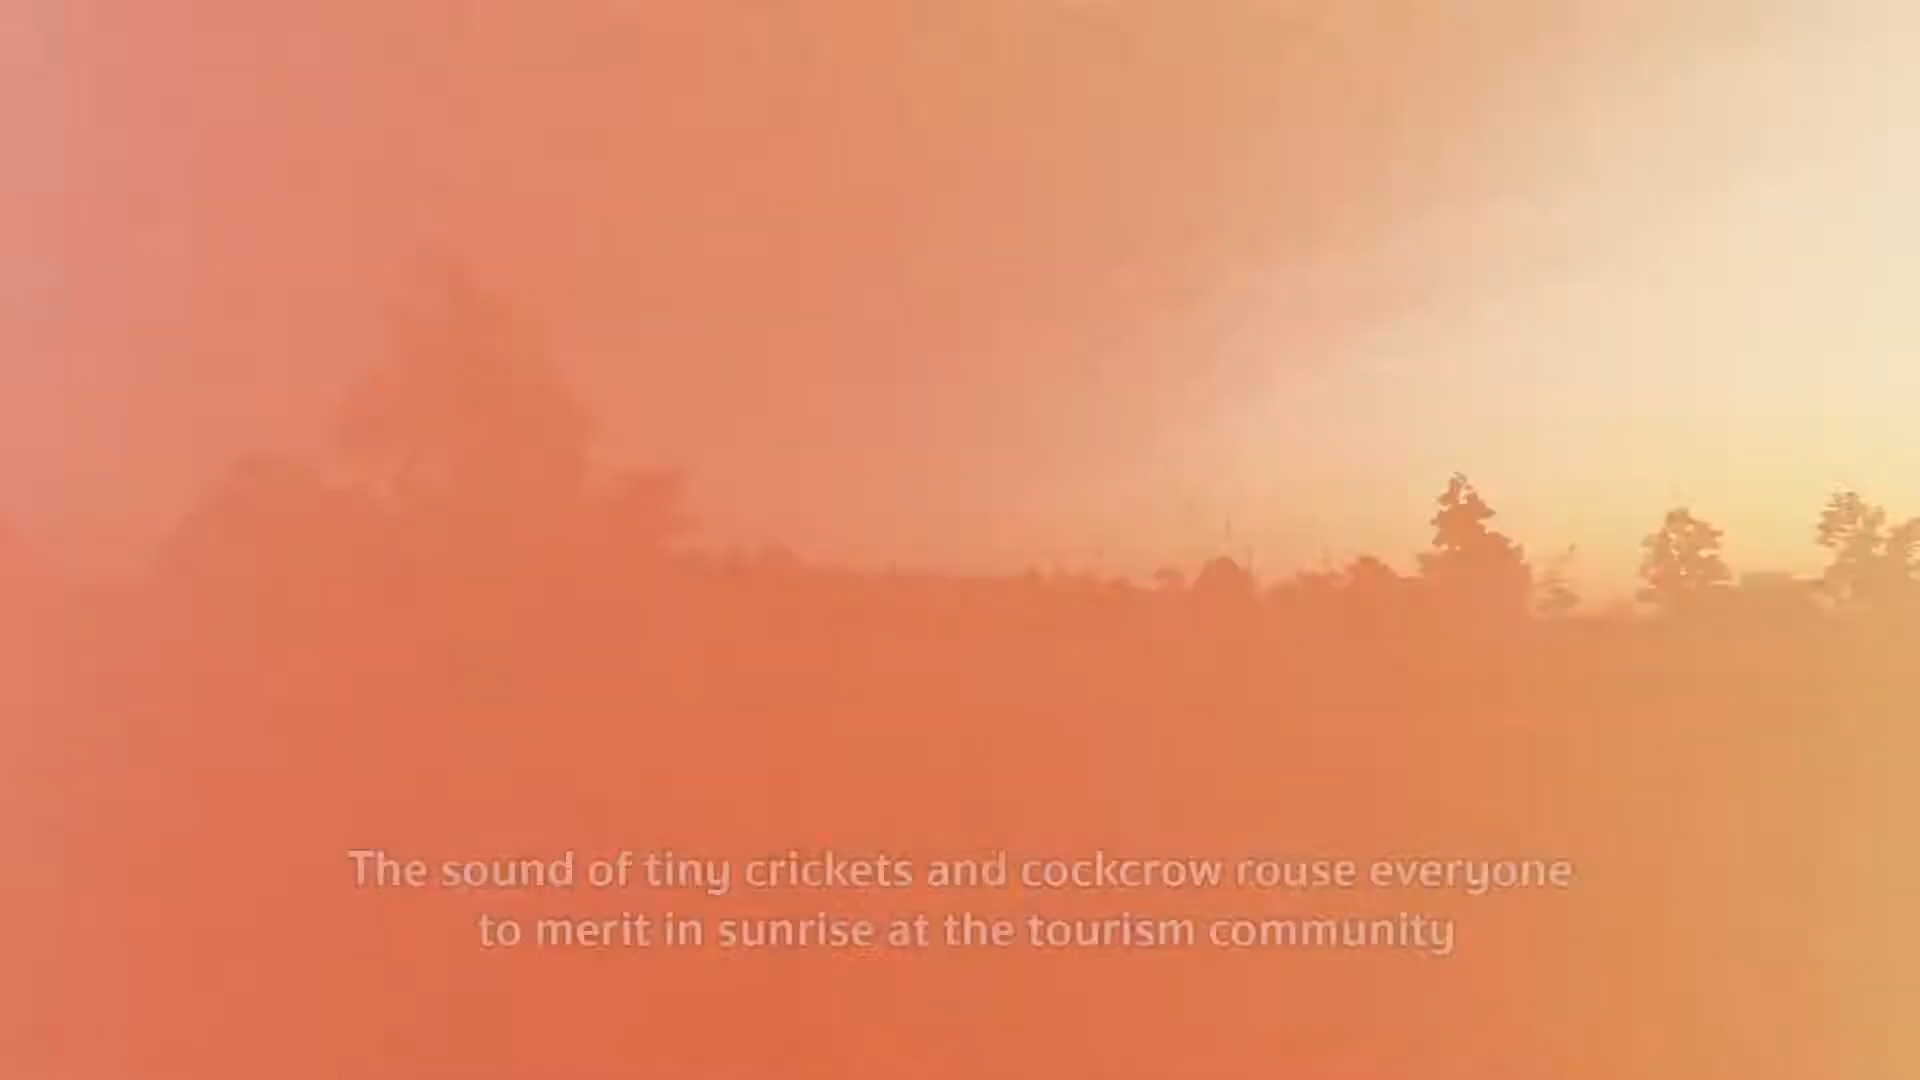 The sound of tiny crickets and cockcrow rouse everyone
to merit in sunrise at the tourism community